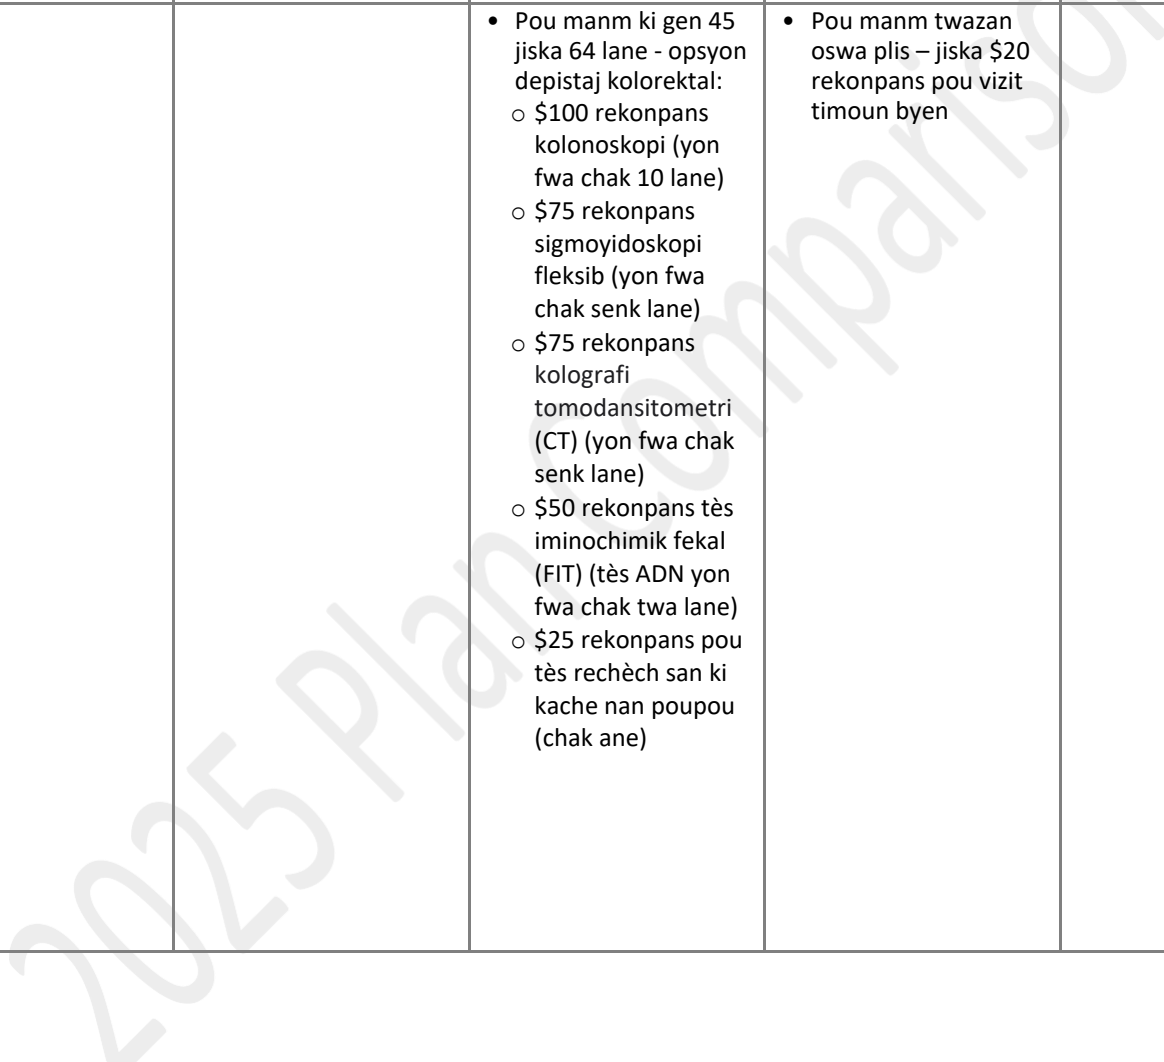 • Pou manm ki gen 45
jiska 64 lane - opsyon
depistaj kolorektal:
o $100 rekonpans
kolonoskopi (yon
fwa chak 10 lane)
o $75 rekonpans
sigmoyidoskopi
fleksib (yon fwa
chak senk lane)
o $75 rekonpans
kolografi
tomodansitometri
(CT) (yon fwa chak
senk lane)
o $50 rekonpans tès
iminochimik fekal
(FIT) (tès ADN yon
fwa chak twa lane)
o $25 rekonpans pou
tès rechèch san ki
kache nan poupou
(chak ane)
• Pou manm twazan
oswa plis – jiska $20
rekonpans pou vizit
timoun byen
2025 Plan Comparison